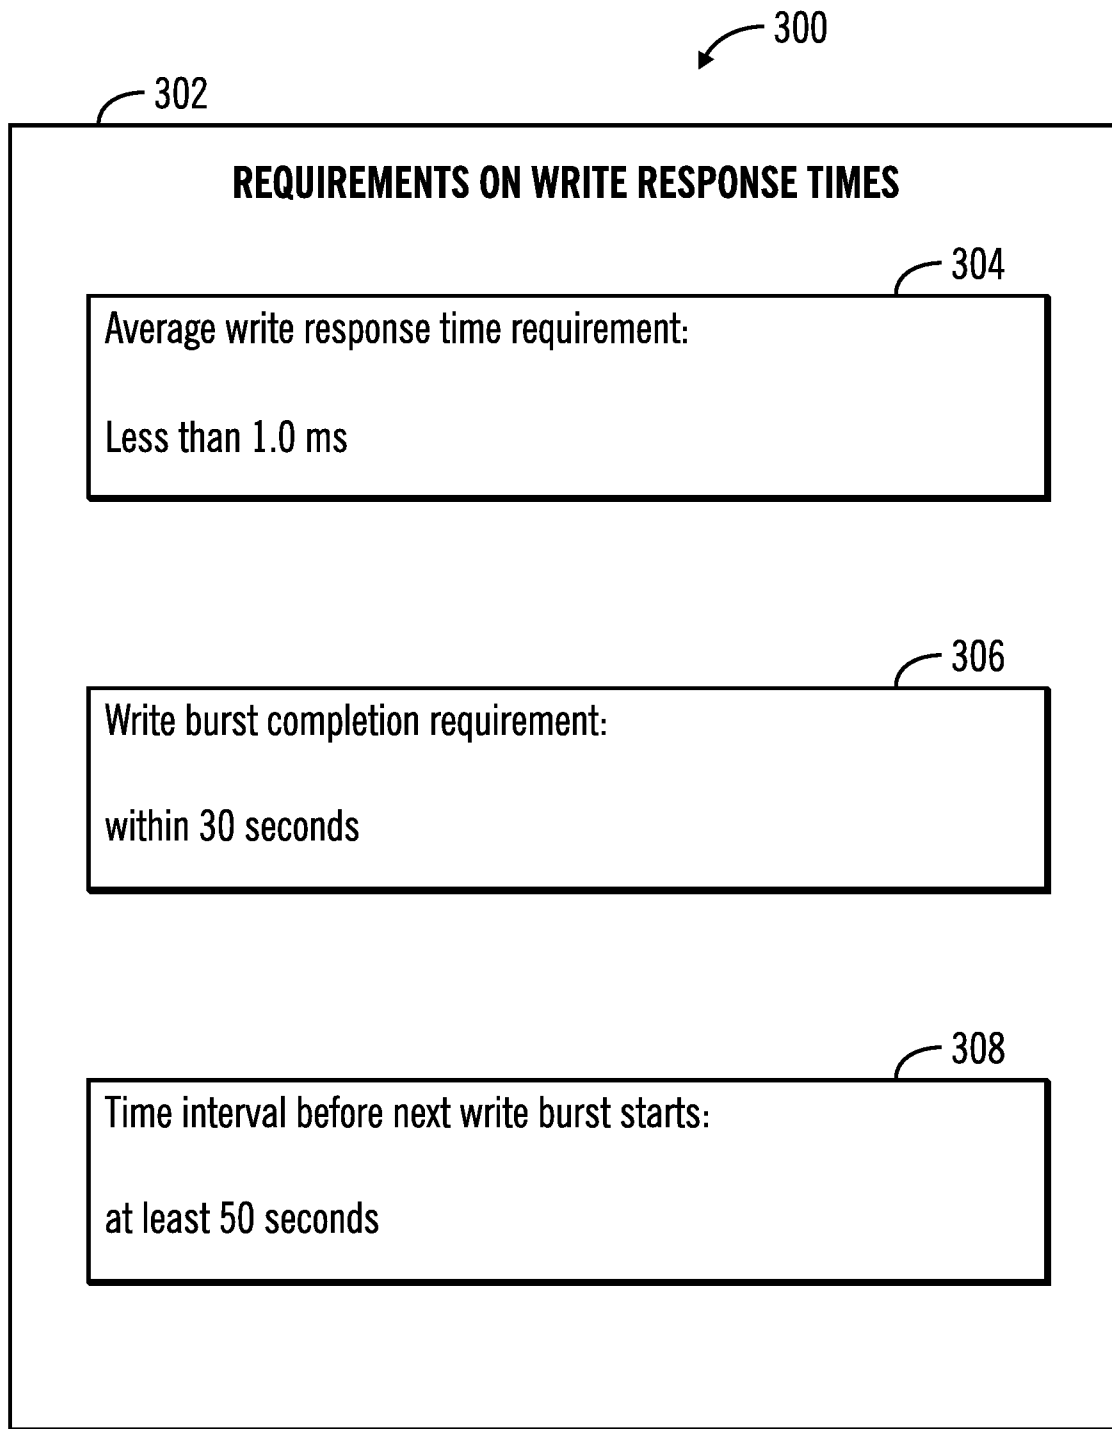 300
302
REQUIREMENTS ON WRITE RESPONSE TIMES
304
Average write response time requirement:
Less than 1.0 ms
306
Write burst completion requirement:
within 30 seconds
308
Time interval before next write burst starts:
at least 50 seconds